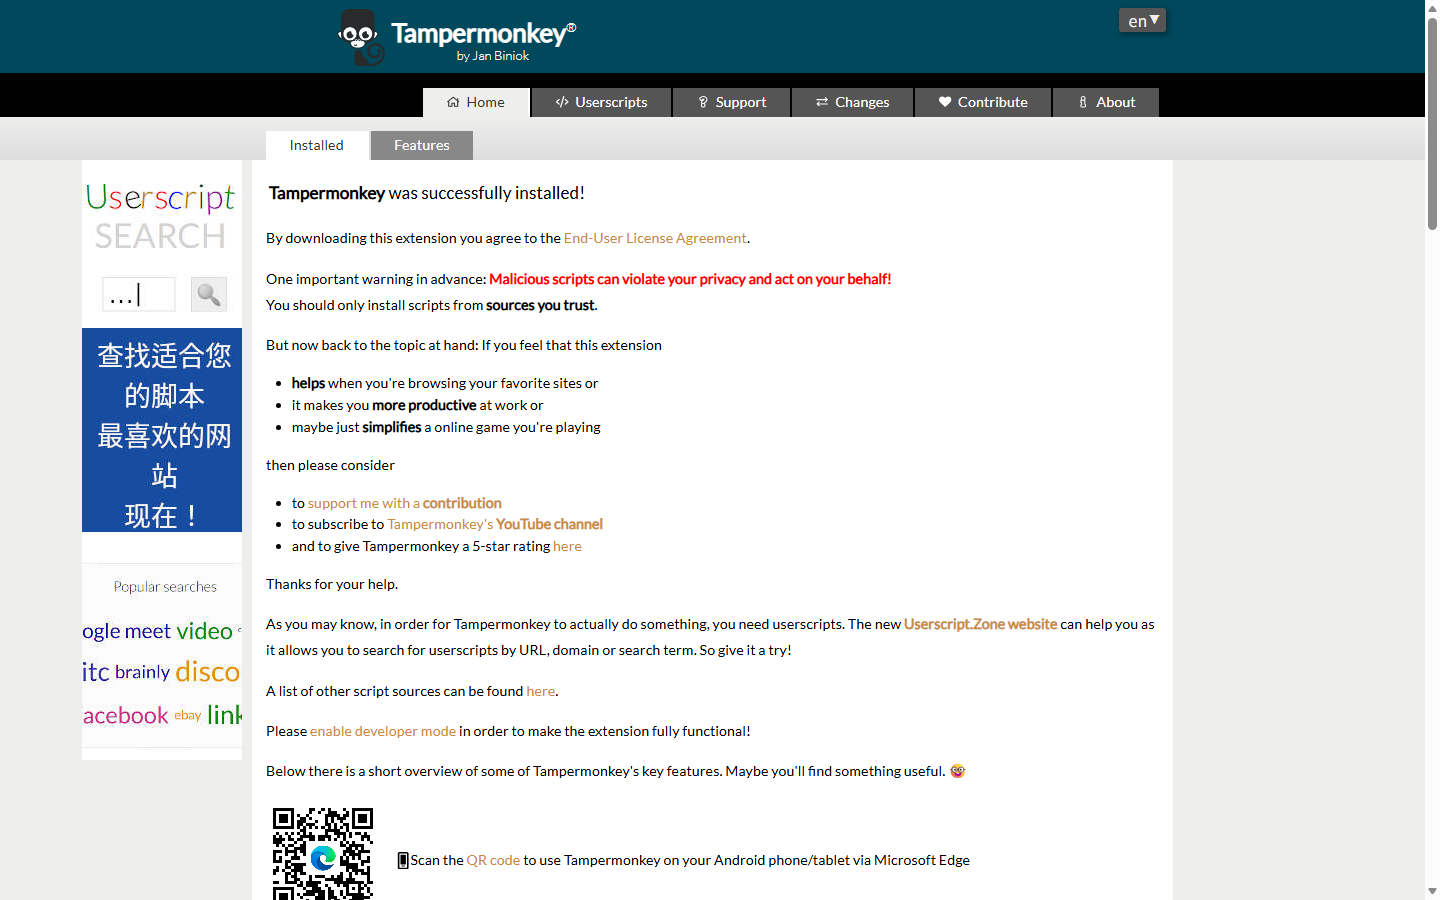 Tampermonkey®
by Jan Biniok
en
Home
Userscripts
Support
Changes
Contribute
About
Installed
Features
Userscript
SEARCH
...|
查找适合您
的脚本
最喜欢的网
站
现在！
Popular searches
ogle meet video
itc brainly disco
acebook ebay link
Tampermonkey was successfully installed!
By downloading this extension you agree to the End-User License Agreement.
One important warning in advance: Malicious scripts can violate your privacy and act on your behalf!
You should only install scripts from sources you trust.
But now back to the topic at hand: If you feel that this extension
helps when you're browsing your favorite sites or
it makes you more productive at work or
maybe just simplifies a online game you're playing
then please consider
to support me with a contribution
to subscribe to Tampermonkey's YouTube channel
and to give Tampermonkey a 5-star rating here
Thanks for your help.
As you may know, in order for Tampermonkey to actually do something, you need userscripts. The new Userscript.Zone website can help you as
it allows you to search for userscripts by URL, domain or search term. So give it a try!
A list of other script sources can be found here.
Please enable developer mode in order to make the extension fully functional!
Below there is a short overview of some of Tampermonkey's key features. Maybe you'll find something useful.
Scan the QR code to use Tampermonkey on your Android phone/tablet via Microsoft Edge